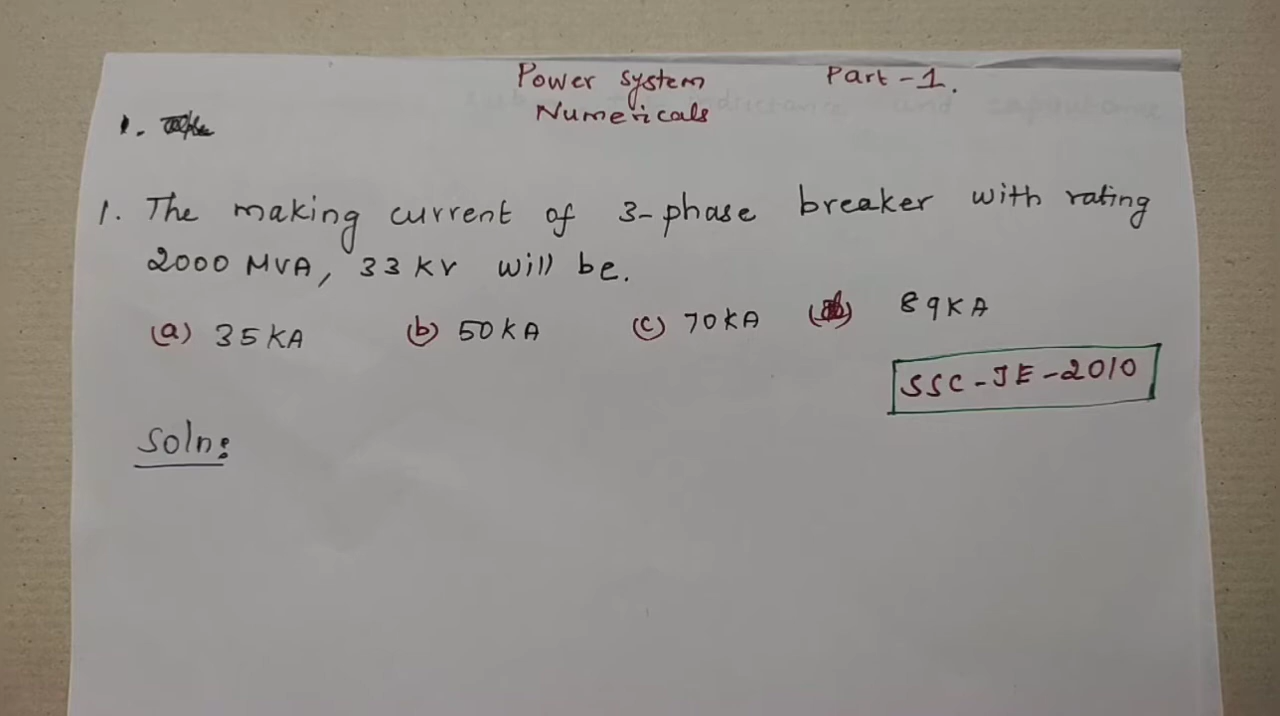 Power system Part-1.
Numericals
1.
1. The making current of 3-phase breaker with rating
2000 MVA, 33 KV will be.
(a) 35 KA (b) 50 KA (c) 70 KA (d) 89 KA
SSC-JE-2010
Soln: